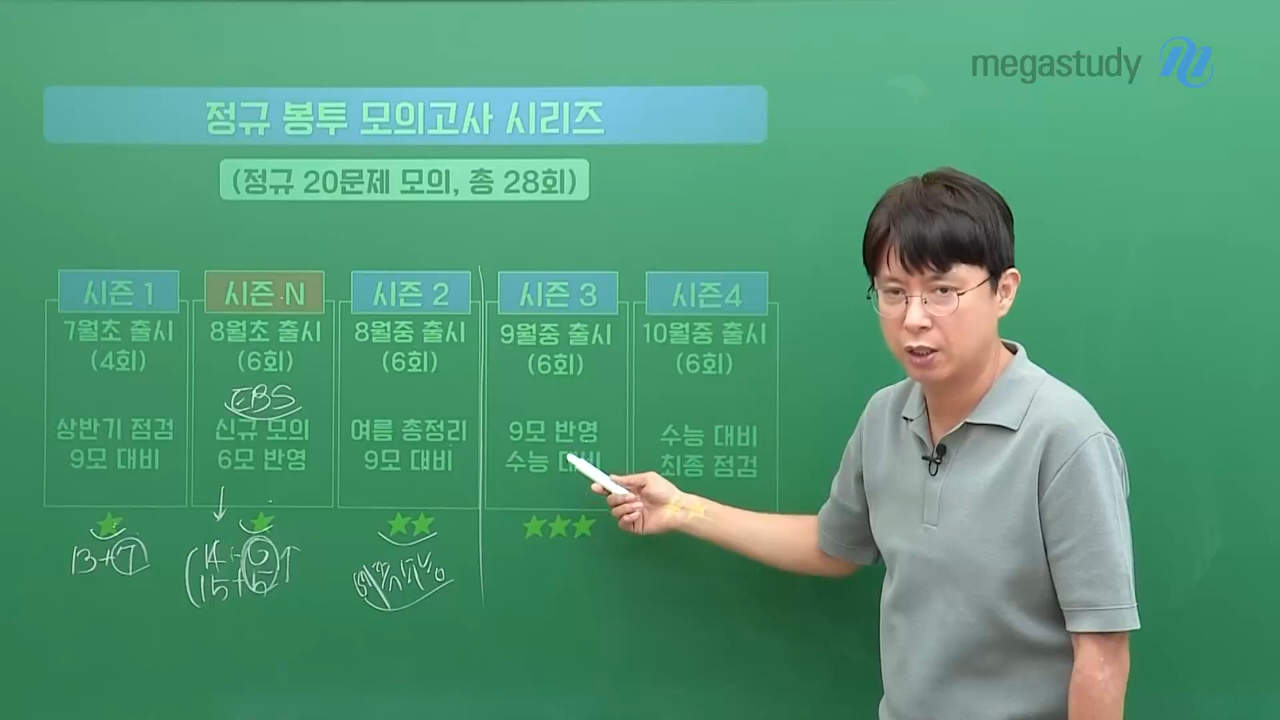 megastudy
정규 봉투 모의고사 시리즈
(정규 20문제 모의, 총 28회)
시즌 1
7월초 출시
(4회)
상반기 점검
9모 대비
13+7
시즌 N
8월초 출시
(6회)
EBS
신규 모의
6모 반영
15+5
시즌 2
8월중 출시
(6회)
여름 총정리
9모 대비
시즌 3
9월중 출시
(6회)
9모 반영
수능 대비
시즌4
10월중 출시
(6회)
수능 대비
최종 점검